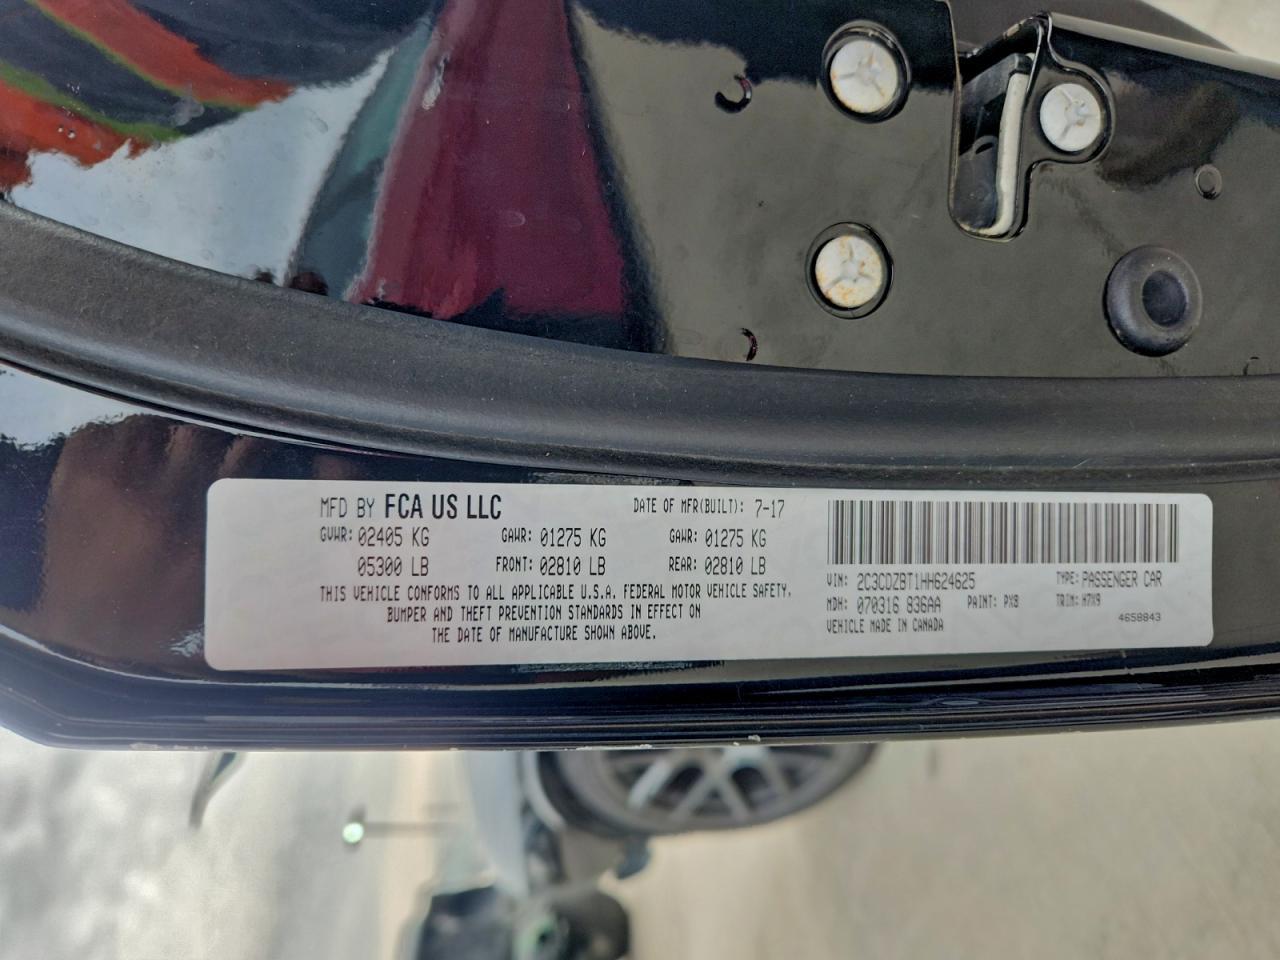 MFD BY FCA US LLC DATE OF MFR(BUILT): 7-17
GVWR: 02405 KG GAWR: 01275 KG GAWR: 01275 KG
05300 LB FRONT: 02810 LB REAR: 02810 LB
THIS VEHICLE CONFORMS TO ALL APPLICABLE U.S.A. FEDERAL MOTOR VEHICLE SAFETY,
BUMPER AND THEFT PREVENTION STANDARDS IN EFFECT ON
THE DATE OF MANUFACTURE SHOWN ABOVE.
VIN: 2C3CDZBT1HH624625 TYPE: PASSENGER CAR
MDH: 070316 836AA PAINT: PX8 TRIM: H7X9
VEHICLE MADE IN CANADA 4658843